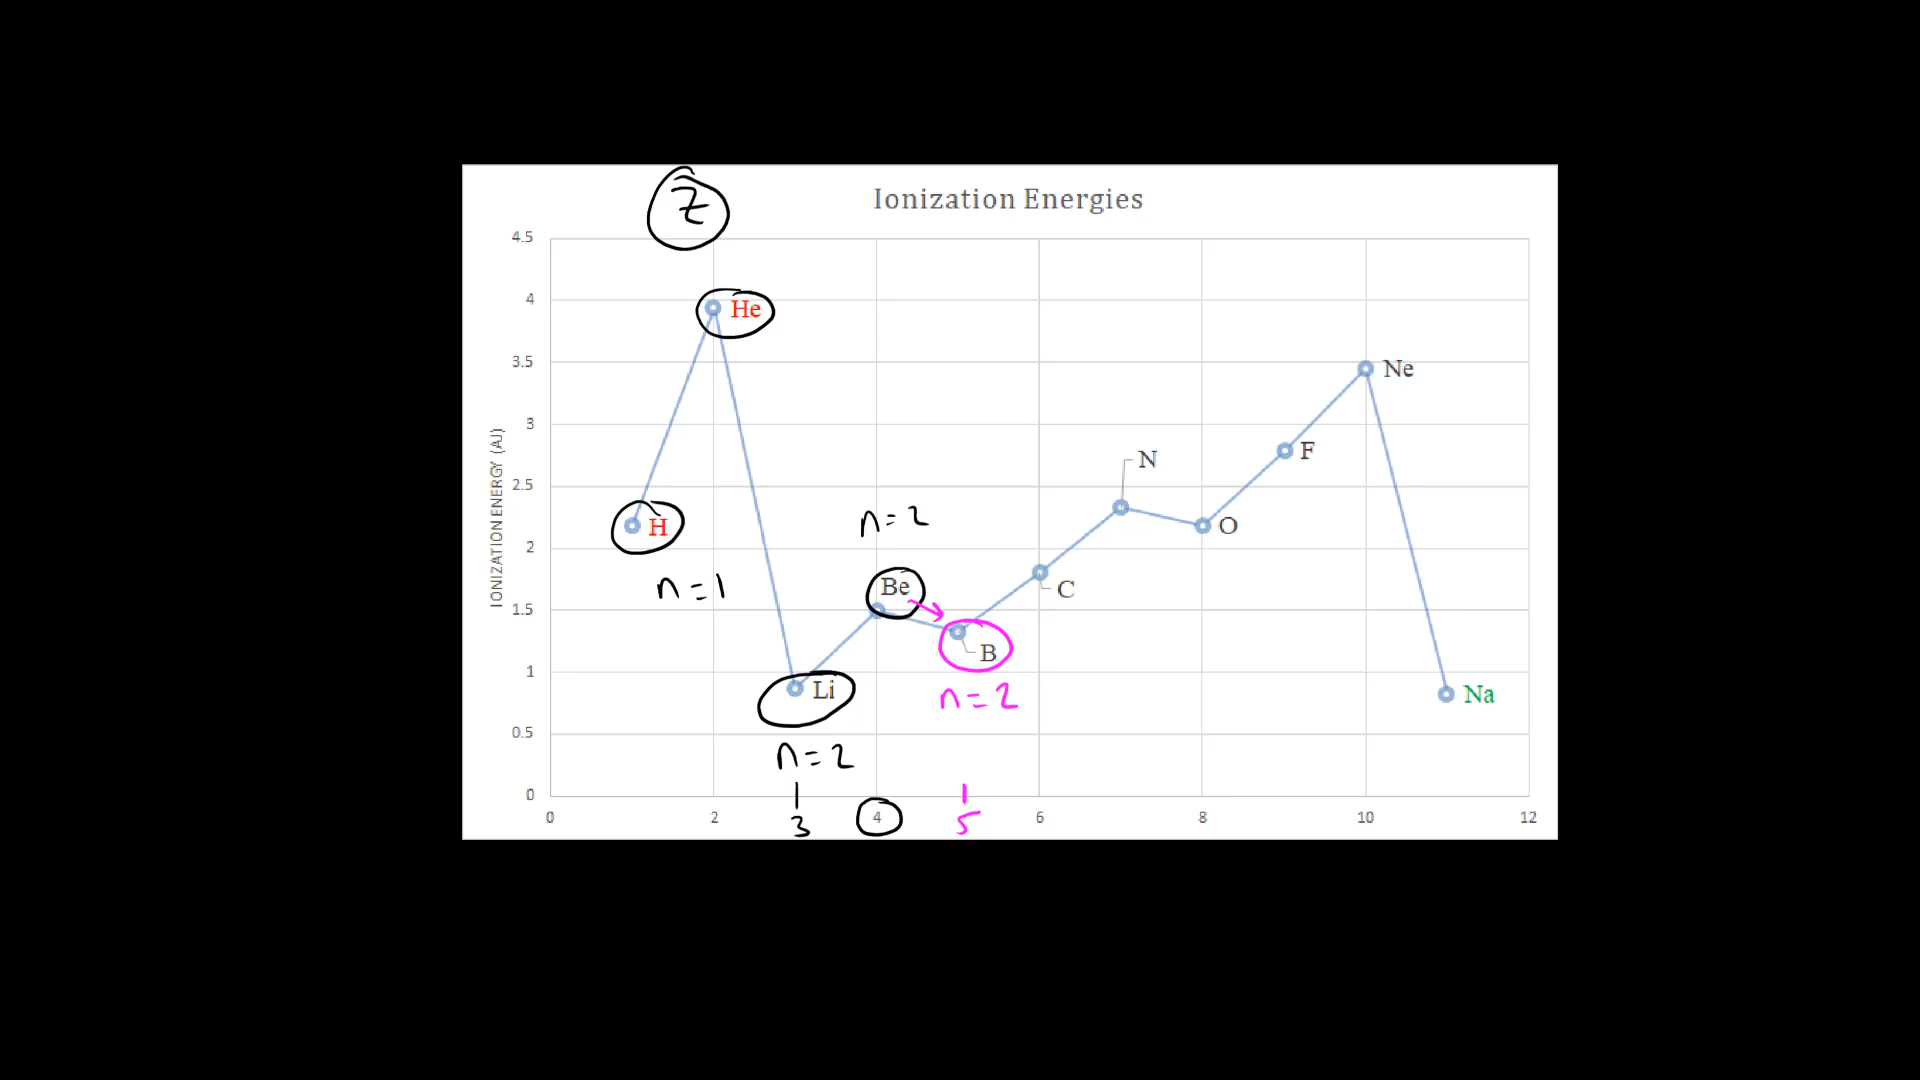 Z
Ionization Energies
4.5
4
He
3.5
Ne
3
F
N
2.5
IONIZATION ENERGY (AJ)
n=2
H
O
2
Be
n=1
C
1.5
B
1
Li
n=2
Na
0.5
n=2
0
0
2
3
4
5
6
8
10
12